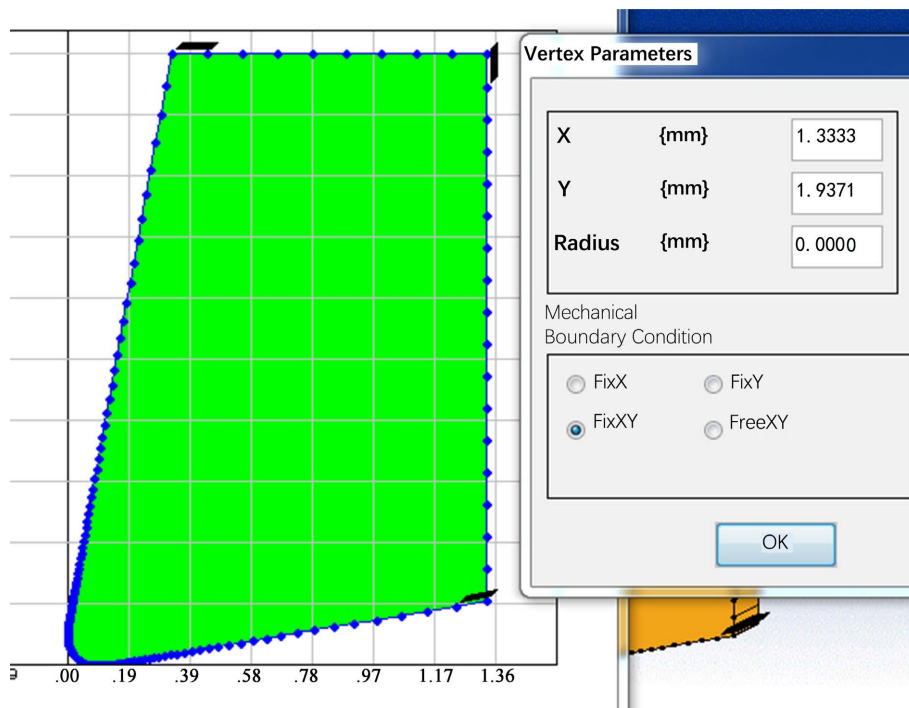 Vertex Parameters
X {mm} 1.3333
Y {mm} 1.9371
Radius {mm} 0.0000
Mechanical
Boundary Condition
FixX FixY
FixXY FreeXY
OK
.00 .19 .39 .58 .78 .97 1.17 1.36